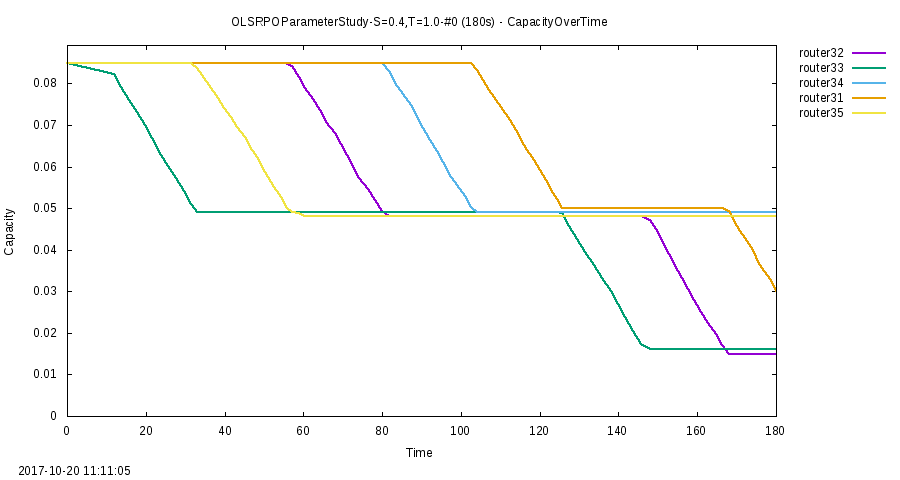 OLSRPOParameterStudy-S=0.4,T=1.0-#0 (180s) - CapacityOverTime
router32
router33
router34
router31
router35
0.08
0.07
0.06
0.05
0.04
0.03
0.02
0.01
0
Capacity
0 20 40 60 80 100 120 140 160 180
Time
2017-10-20 11:11:05